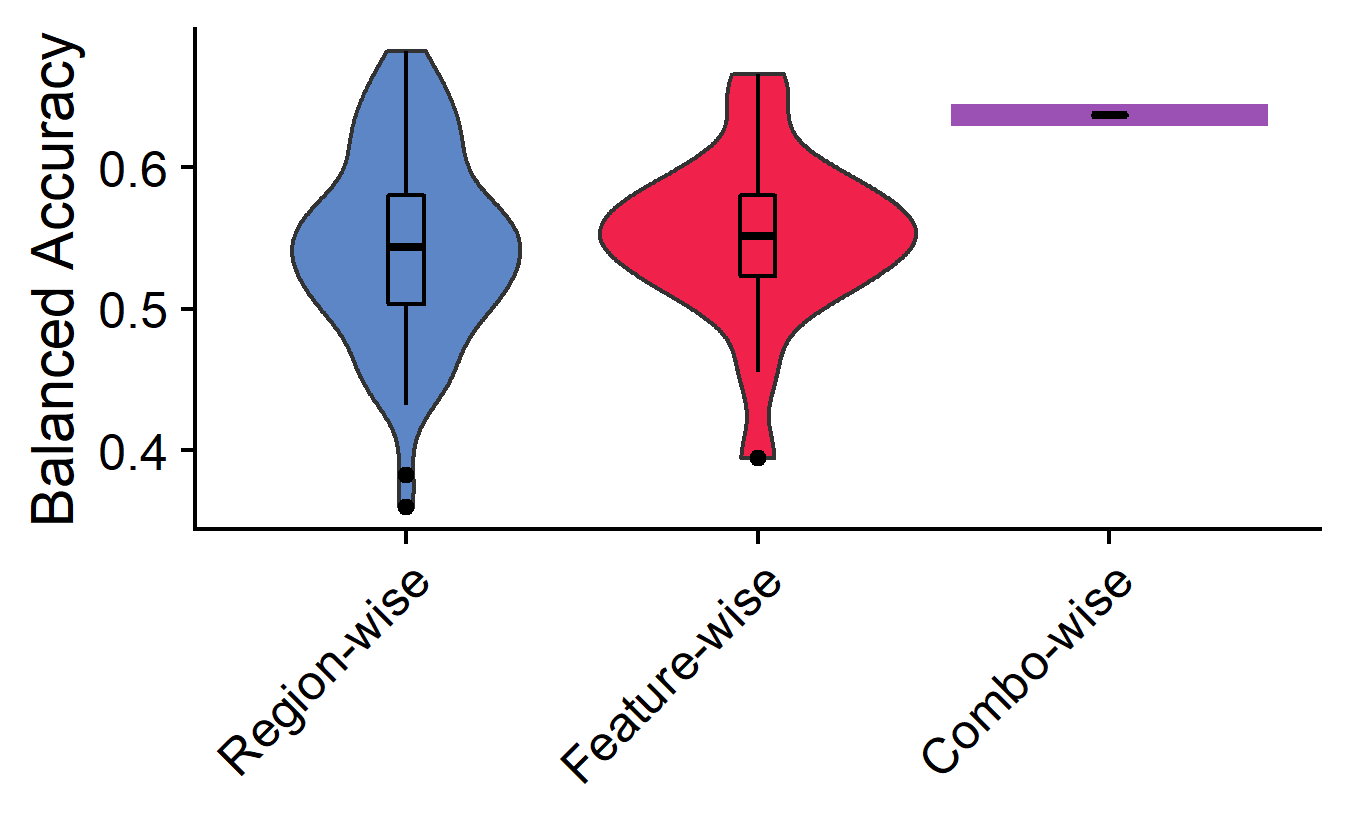 Balanced Accuracy
0.6
0.5
0.4
Region-wise
Feature-wise
Combo-wise